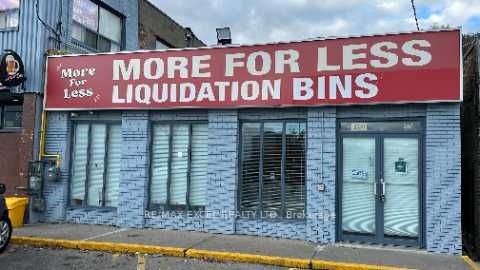 More
For
Less
MORE FOR LESS
LIQUIDATION BINS
RE/MAX EXCEL REALTY LTD., Brokerage